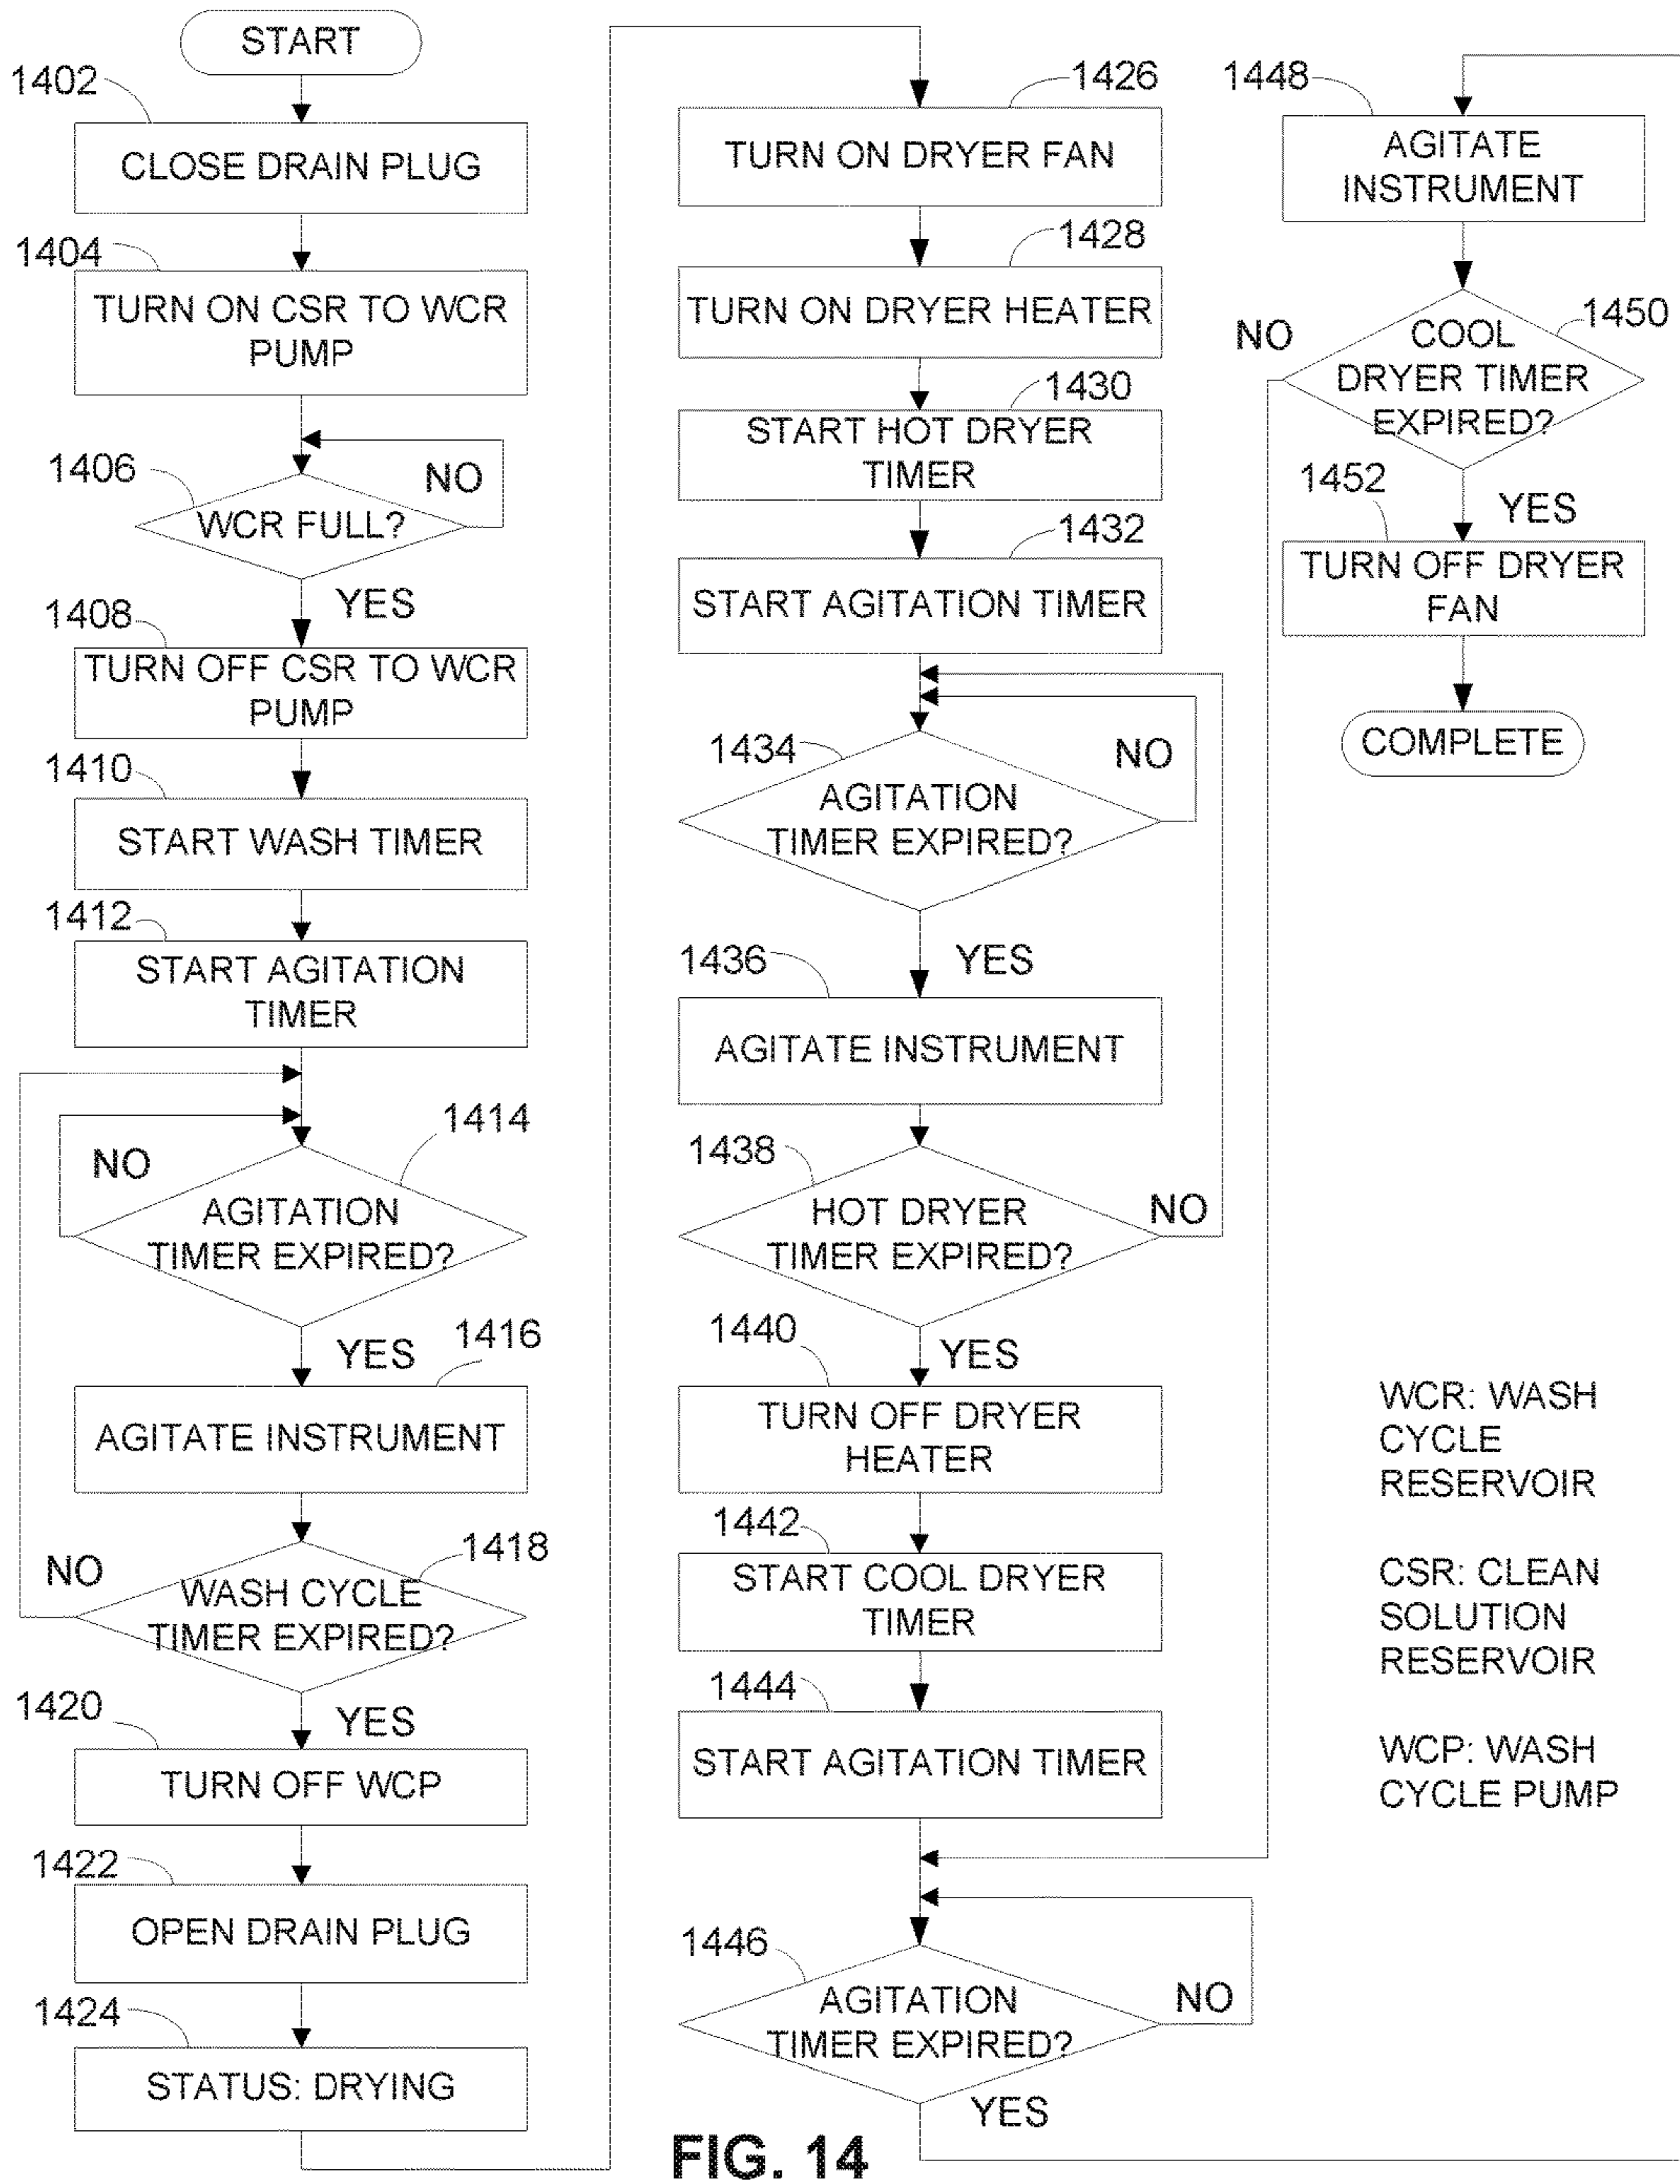 START
1402
CLOSE DRAIN PLUG
1404
TURN ON CSR TO WCR
PUMP
1406
NO
WCR FULL?
YES
1408
TURN OFF CSR TO WCR
PUMP
1410
START WASH TIMER
1412
START AGITATION
TIMER
1414
NO
AGITATION
TIMER EXPIRED?
YES
1416
AGITATE INSTRUMENT
1418
NO
WASH CYCLE
TIMER EXPIRED?
YES
1420
TURN OFF WCP
1422
OPEN DRAIN PLUG
1424
STATUS: DRYING
1426
TURN ON DRYER FAN
1428
TURN ON DRYER HEATER
1430
START HOT DRYER
TIMER
1432
START AGITATION TIMER
1434
NO
AGITATION
TIMER EXPIRED?
YES
1436
AGITATE INSTRUMENT
1438
HOT DRYER
TIMER EXPIRED?
NO
1440
YES
TURN OFF DRYER
HEATER
1442
START COOL DRYER
TIMER
1444
START AGITATION TIMER
1446
AGITATION
TIMER EXPIRED?
NO
YES
1448
AGITATE
INSTRUMENT
1450
NO
COOL
DRYER TIMER
EXPIRED?
1452
YES
TURN OFF DRYER
FAN
COMPLETE
WCR: WASH
CYCLE
RESERVOIR
CSR: CLEAN
SOLUTION
RESERVOIR
WCP: WASH
CYCLE PUMP
FIG. 14